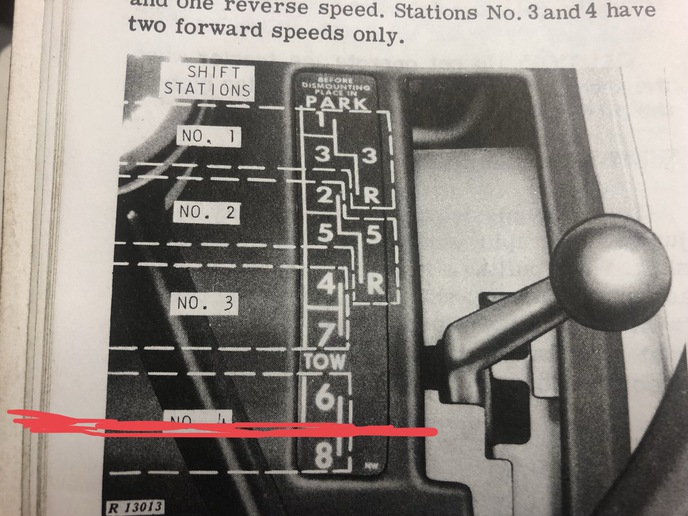 and one reverse speed. Stations No. 3 and 4 have
two forward speeds only.
SHIFT
STATIONS
BEFORE
DISMOUNTING
PLACE IN
PARK
1
NO. 1
3 3
R
2
NO. 2
5 5
4 R
NO. 3
7
TOW
6
NO. 4
8
R 13013